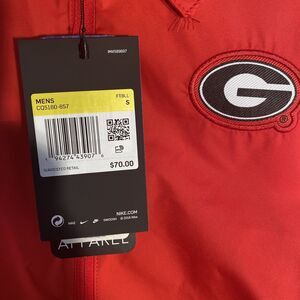 MENS
CQ5180-657
FTBLL
S
$70.00
SUGGESTED RETAIL
NIKE.COM
APPAREL
G